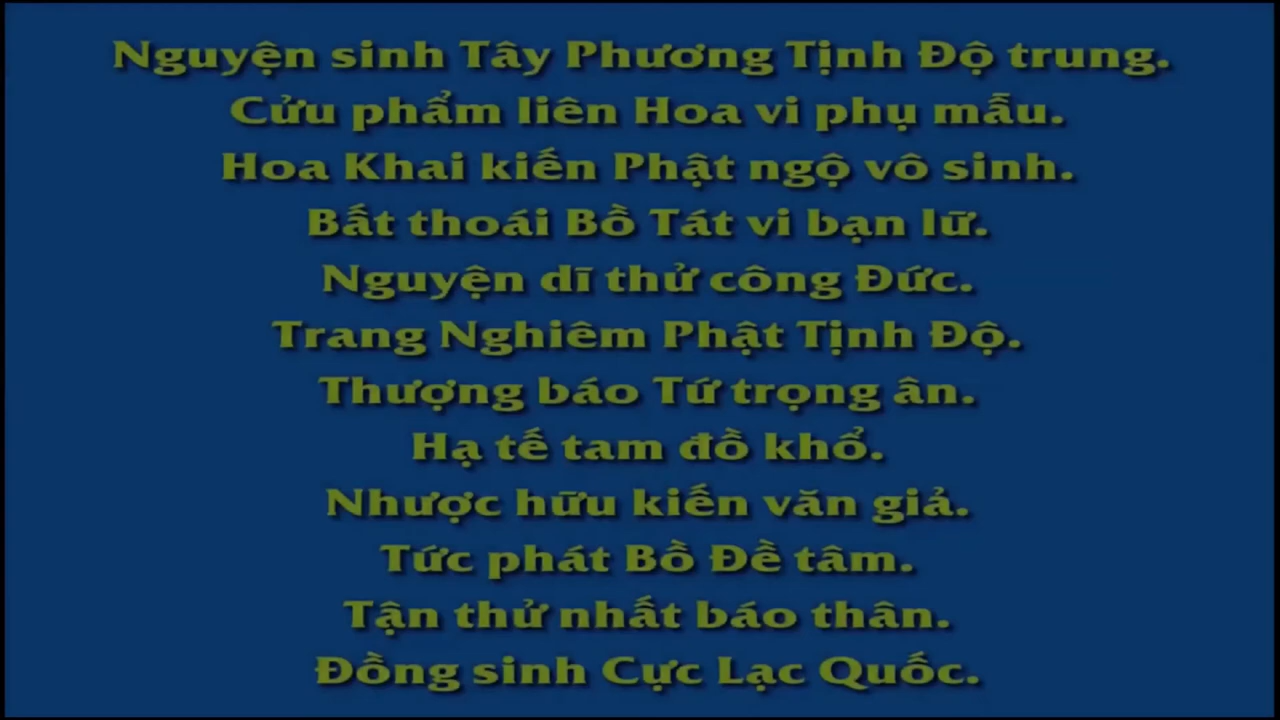 Nguyện sinh Tây Phương Tịnh Độ trung.
Cửu phẩm liên Hoa vi phụ mẫu.
Hoa Khai kiến Phật ngộ vô sinh.
Bất thoái Bồ Tát vi bạn lữ.
Nguyện dĩ thử công Đức.
Trang Nghiêm Phật Tịnh Độ.
Thượng báo Tứ trọng ân.
Hạ tế tam đồ khổ.
Nhược hữu kiến văn giả.
Tức phát Bồ Đề tâm.
Tận thử nhất báo thân.
Đồng sinh Cực Lạc Quốc.